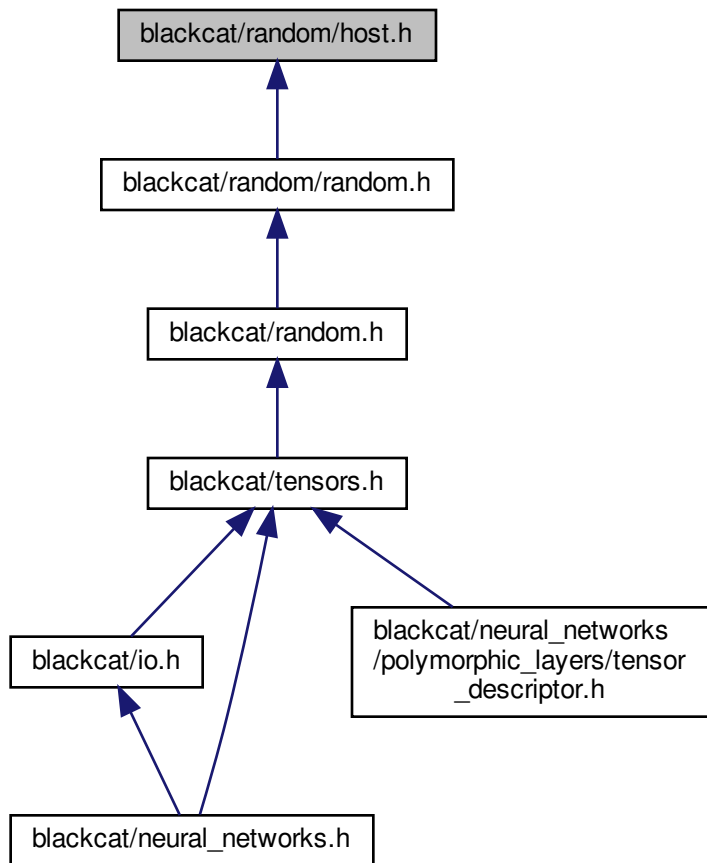 blackcat/random/host.h
blackcat/random/random.h
blackcat/random.h
blackcat/tensors.h
blackcat/io.h
blackcat/neural_networks
/polymorphic_layers/tensor
_descriptor.h
blackcat/neural_networks.h